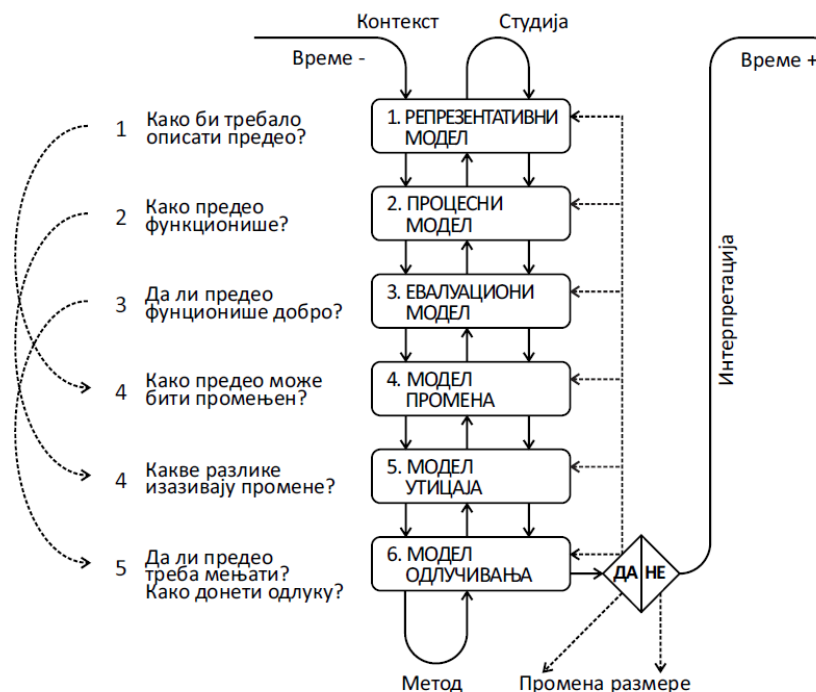 Контекст
Студија
Време -
Време +
1
Како би требало
описати предео?
1. РЕПРЕЗЕНТАТИВНИ
МОДЕЛ
2
Како предео
функционише?
2. ПРОЦЕСНИ
МОДЕЛ
3
Да ли предео
фунционише добро?
3. ЕВАЛУАЦИОНИ
МОДЕЛ
Интерпретација
4
Како предео може
бити промењен?
4. МОДЕЛ
ПРОМЕНА
4
Какве разлике
изазивају промене?
5. МОДЕЛ
УТИЦАЈА
5
Да ли предео
треба мењати?
Како донети одлуку?
6. МОДЕЛ
ОДЛУЧИВАЊА
ДА
НЕ
Метод
Промена размере